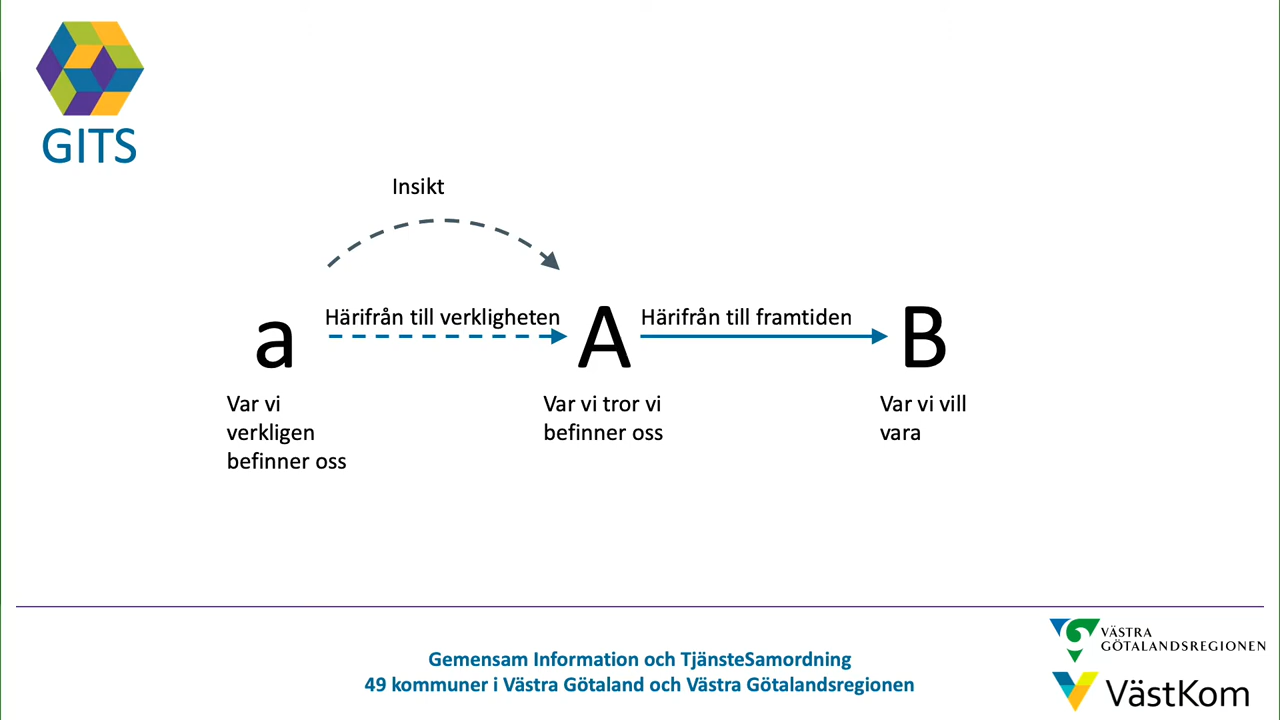 GITS
Insikt
a
Härifrån till verkligheten
A
Härifrån till framtiden
B
Var vi
verkligen
befinner oss
Var vi tror vi
befinner oss
Var vi vill
vara
Gemensam Information och TjänsteSamordning
49 kommuner i Västra Götaland och Västra Götalandsregionen
VÄSTRA
GÖTALANDSREGIONEN
VästKom